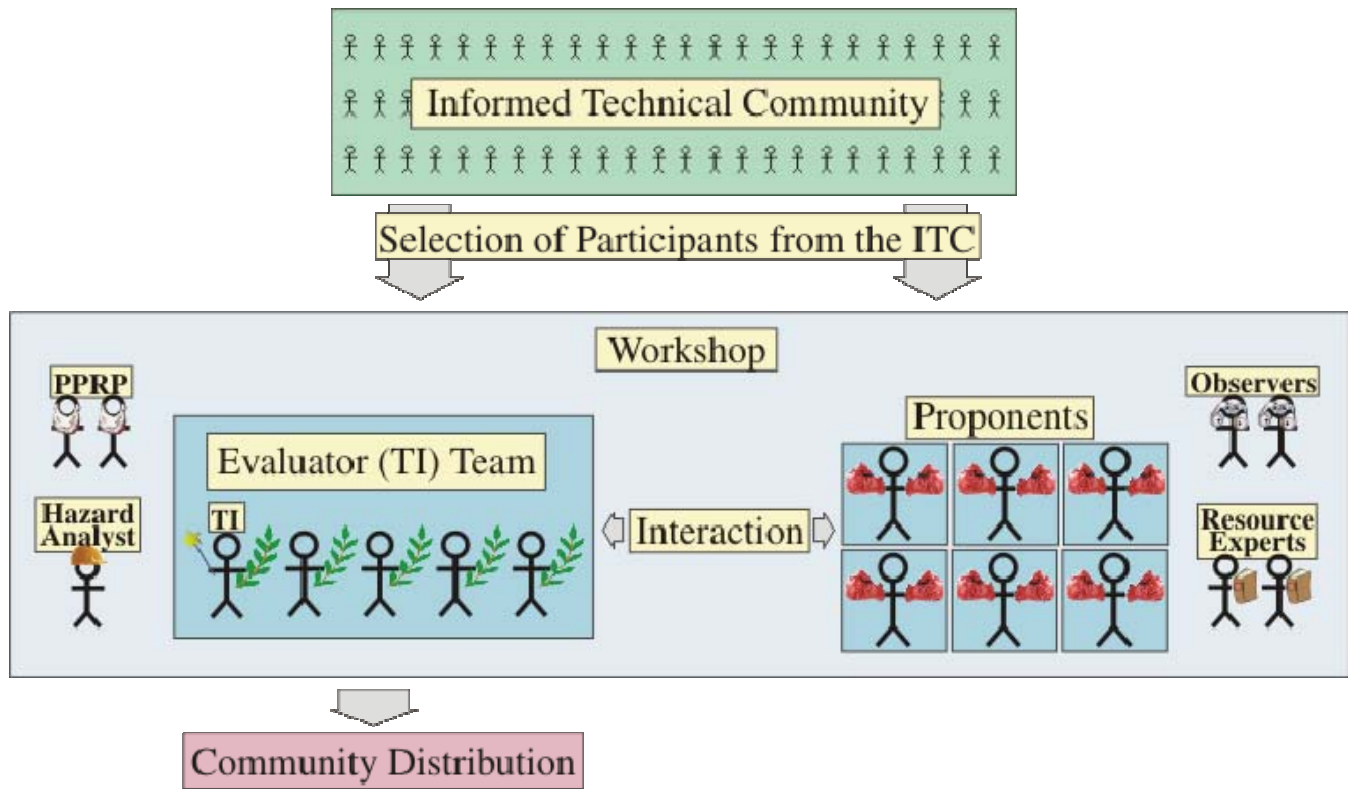 Informed Technical Community
Selection of Participants from the ITC
Workshop
PPRP
Observers
Proponents
Evaluator (TI) Team
Hazard
Analyst
TI
Interaction
Resource
Experts
Community Distribution